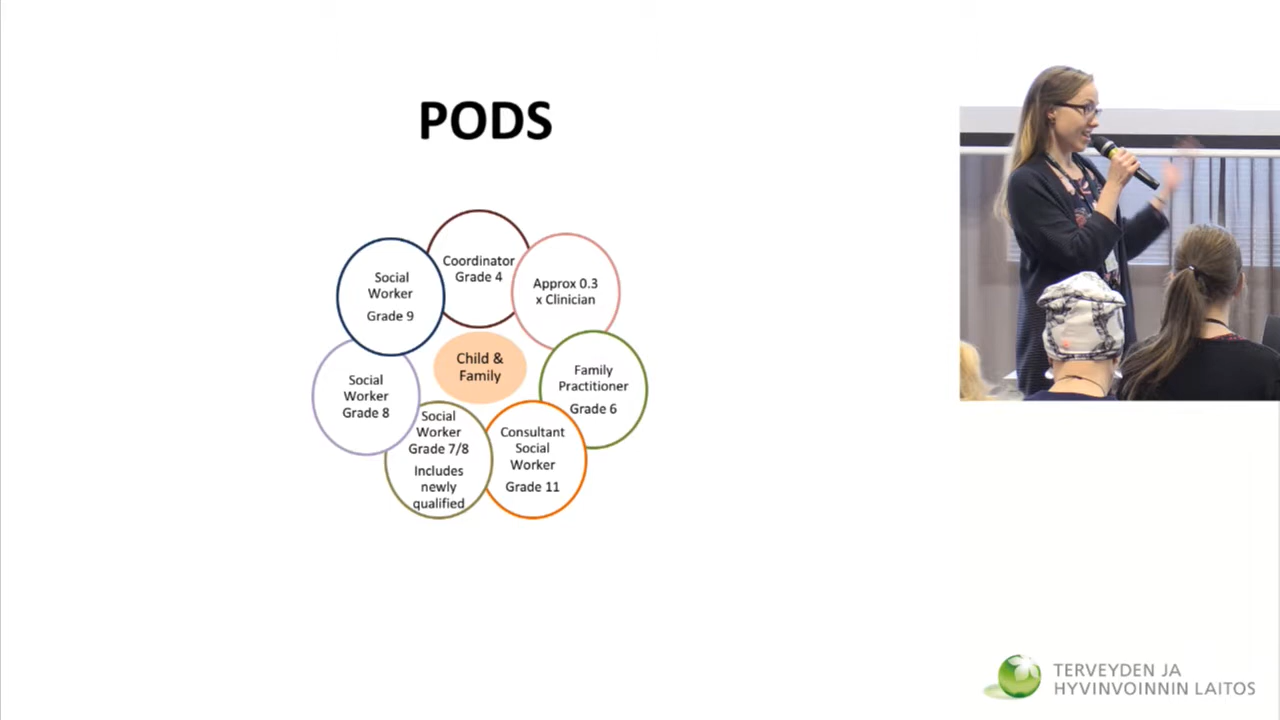 PODS
Coordinator
Grade 4
Approx 0.3
x Clinician
Family
Practitioner
Grade 6
Consultant
Social
Worker
Grade 11
Social
Worker
Grade 7/8
Includes
newly
qualified
Social
Worker
Grade 8
Social
Worker
Grade 9
Child &
Family
TERVEYDEN JA
HYVINVOINNIN LAITOS